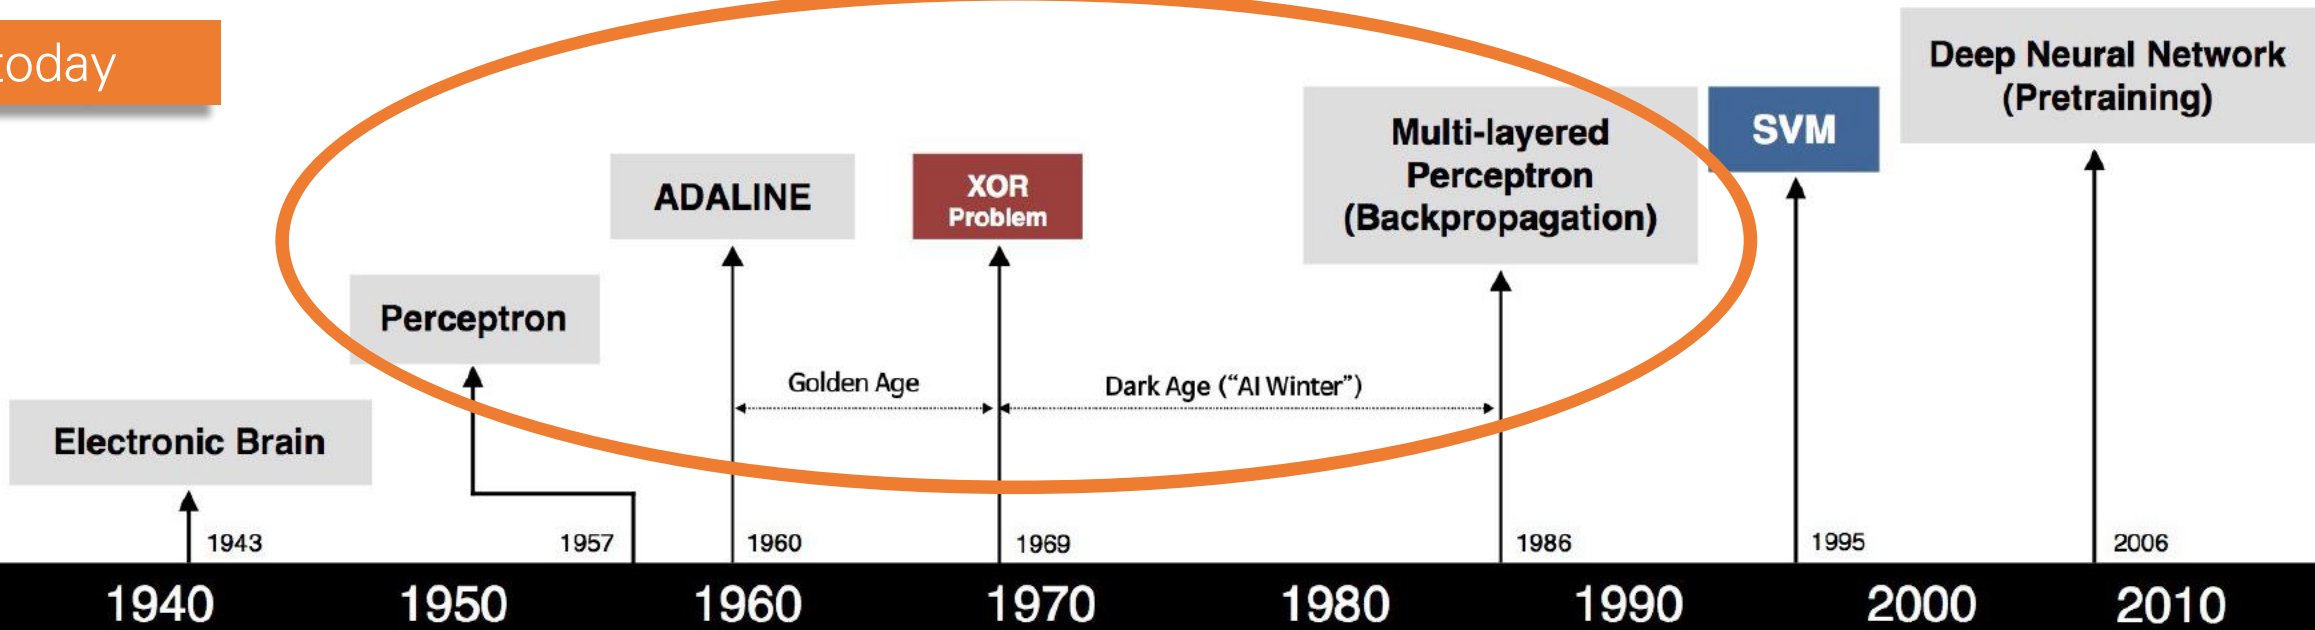 today
Deep Neural Network
(Pretraining)
Multi-layered
Perceptron
(Backpropagation)
SVM
ADALINE
XOR
Problem
Perceptron
Golden Age
Dark Age (“AI Winter”)
Electronic Brain
1943
1957
1960
1969
1986
1995
2006
1940
1950
1960
1970
1980
1990
2000
2010